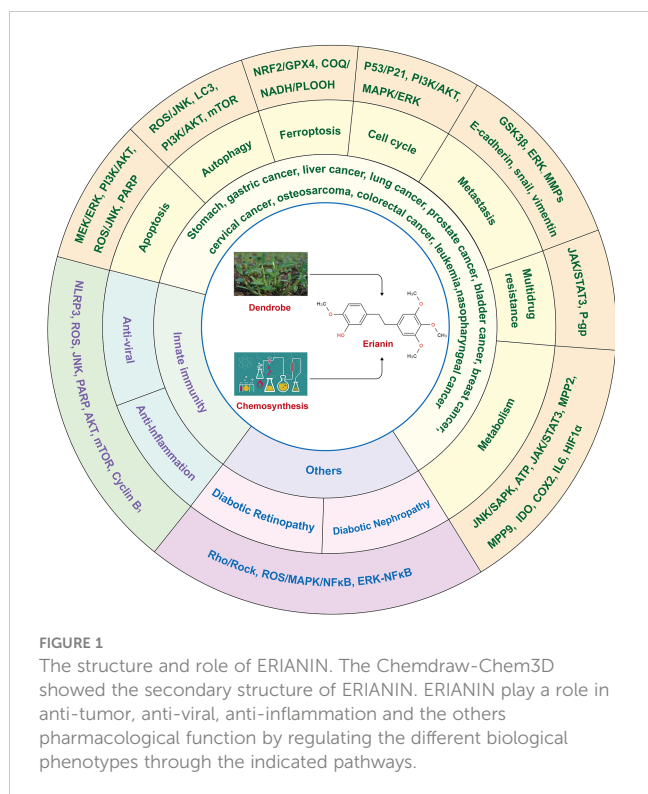 MEK/ERK, PI3K/AKT,
ROS/JNK, PARP
ROS/JNK, LC3,
PI3K/AKT, mTOR
NRF2/GPX4, COQ/
NADH/PLOOH
P53/P21, PI3K/AKT,
MAPK/ERK
GSK3β, ERK, MMPs
E-cadherin, snail, vimentin
JAK/STAT3, P-gp
JNK/SAPK, ATP, JAK/STAT3, MPP2,
MPP9, IDO, COX2, IL6, HIF1α
Apoptosis
Autophagy
Ferroptosis
Cell cycle
Metastasis
Multidrug
resistance
Metabolism
Stomach, gastric cancer, liver cancer, lung cancer, prostate cancer, bladder cancer, breast cancer,
cervical cancer, osteosarcoma, colorectal cancer, leukemia,nasopharyngeal cancer
NLRP3, ROS, JNK, PARP, AKT, mTOR, Cyclin B,
Anti-viral
Anti-Inflammation
Innate immunity
Dendrobe
Chemosynthesis
H₃C
O
HO
OCH₃
O
CH₃
OCH₃
Erianin
Others
Diabetic Retinopathy
Diabetic Nephropathy
Rho/Rock, ROS/MAPK/NFκB, ERK-NFκB
FIGURE 1
The structure and role of ERIANIN. The Chemdraw-Chem3D
showed the secondary structure of ERIANIN. ERIANIN play a role in
anti-tumor, anti-viral, anti-inflammation and the others
pharmacological function by regulating the different biological
phenotypes through the indicated pathways.